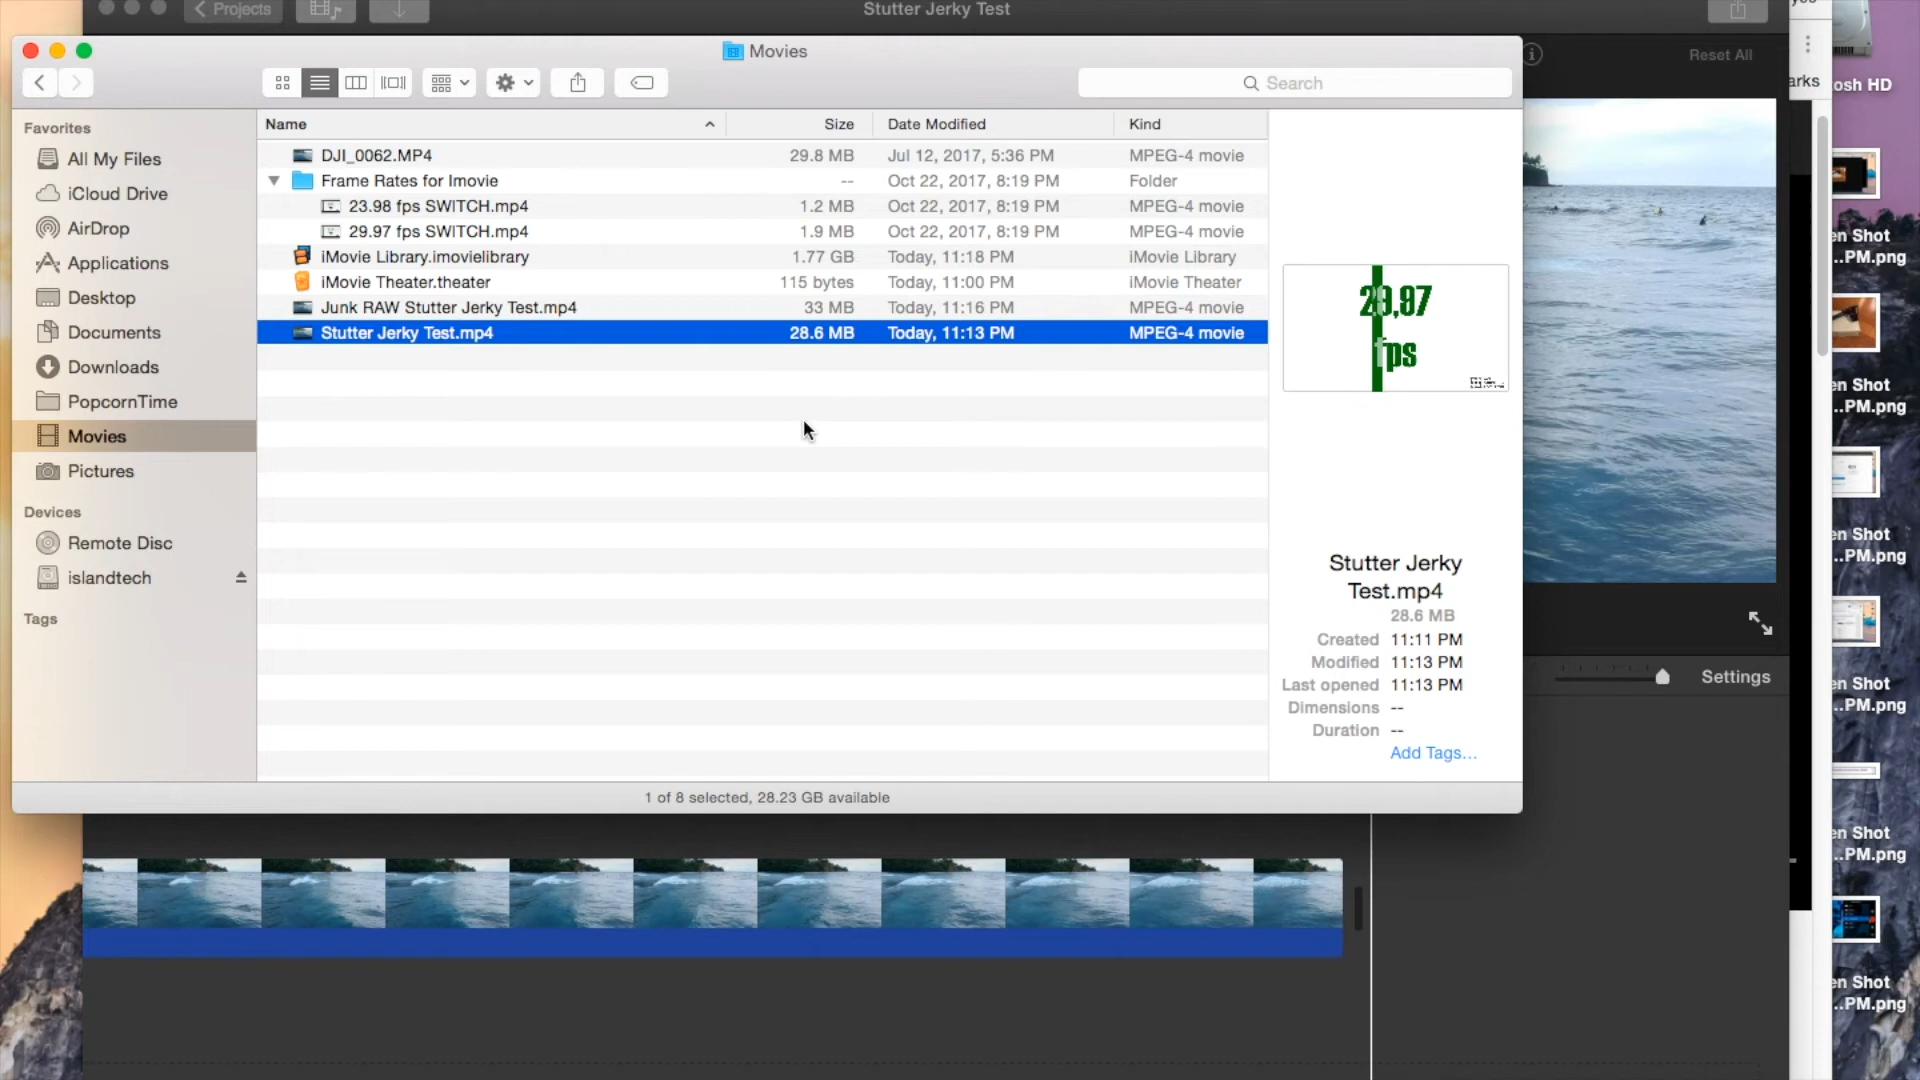 Projects
Stutter Jerky Test
Movies
Reset All
Search
Favorites
All My Files
iCloud Drive
AirDrop
Applications
Desktop
Documents
Downloads
PopcornTime
Movies
Pictures
Devices
Remote Disc
islandtech
Tags
Name Size Date Modified Kind
DJI_0062.MP4 29.8 MB Jul 12, 2017, 5:36 PM MPEG-4 movie
Frame Rates for Imovie -- Oct 22, 2017, 8:19 PM Folder
23.98 fps SWITCH.mp4 1.2 MB Oct 22, 2017, 8:19 PM MPEG-4 movie
29.97 fps SWITCH.mp4 1.9 MB Oct 22, 2017, 8:19 PM MPEG-4 movie
iMovie Library.imovielibrary 1.77 GB Today, 11:18 PM iMovie Library
iMovie Theater.theater 115 bytes Today, 11:00 PM iMovie Theater
Junk RAW Stutter Jerky Test.mp4 33 MB Today, 11:16 PM MPEG-4 movie
Stutter Jerky Test.mp4 28.6 MB Today, 11:13 PM MPEG-4 movie
29,97
fps
Stutter Jerky
Test.mp4
28.6 MB
Created 11:11 PM
Modified 11:13 PM
Last opened 11:13 PM
Dimensions --
Duration --
Add Tags...
1 of 8 selected, 28.23 GB available
Settings
arks
osh HD
en Shot
...PM.png
en Shot
...PM.png
en Shot
...PM.png
en Shot
...PM.png
en Shot
...PM.png
en Shot
...PM.png